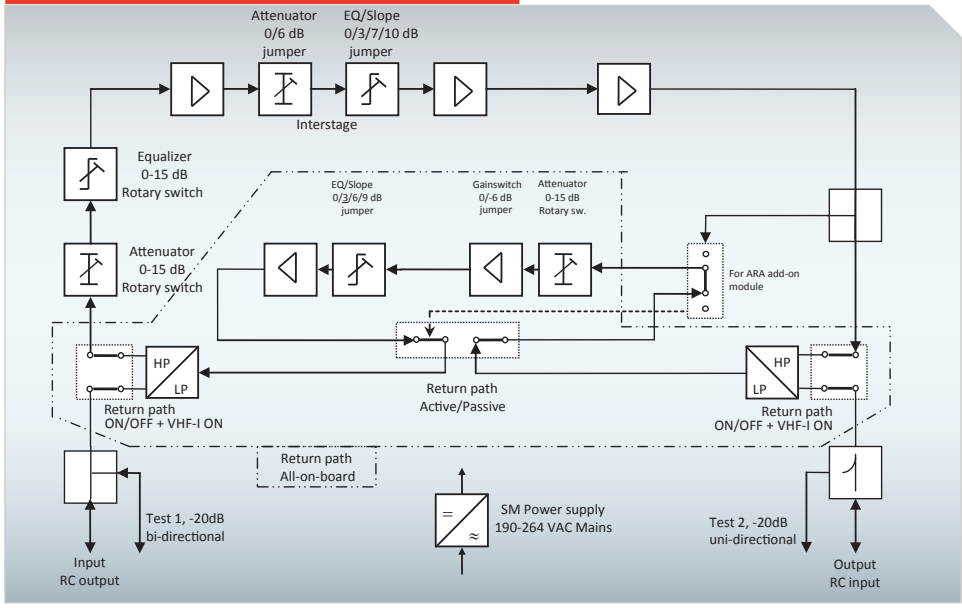 Attenuator
0/6 dB
jumper
EQ/Slope
0/3/7/10 dB
jumper
Interstage
Equalizer
0-15 dB
Rotary switch
EQ/Slope
0/3/6/9 dB
jumper
Gainswitch
0/-6 dB
jumper
Attenuator
0-15 dB
Rotary sw.
Attenuator
0-15 dB
Rotary switch
For ARA add-on
module
HP
LP
Return path
Active/Passive
HP
LP
Return path
ON/OFF + VHF-I ON
Return path
ON/OFF + VHF-I ON
Return path
All-on-board
Test 1, -20dB
bi-directional
=
≈
SM Power supply
190-264 VAC Mains
Test 2, -20dB
uni-directional
Input
RC output
Output
RC input